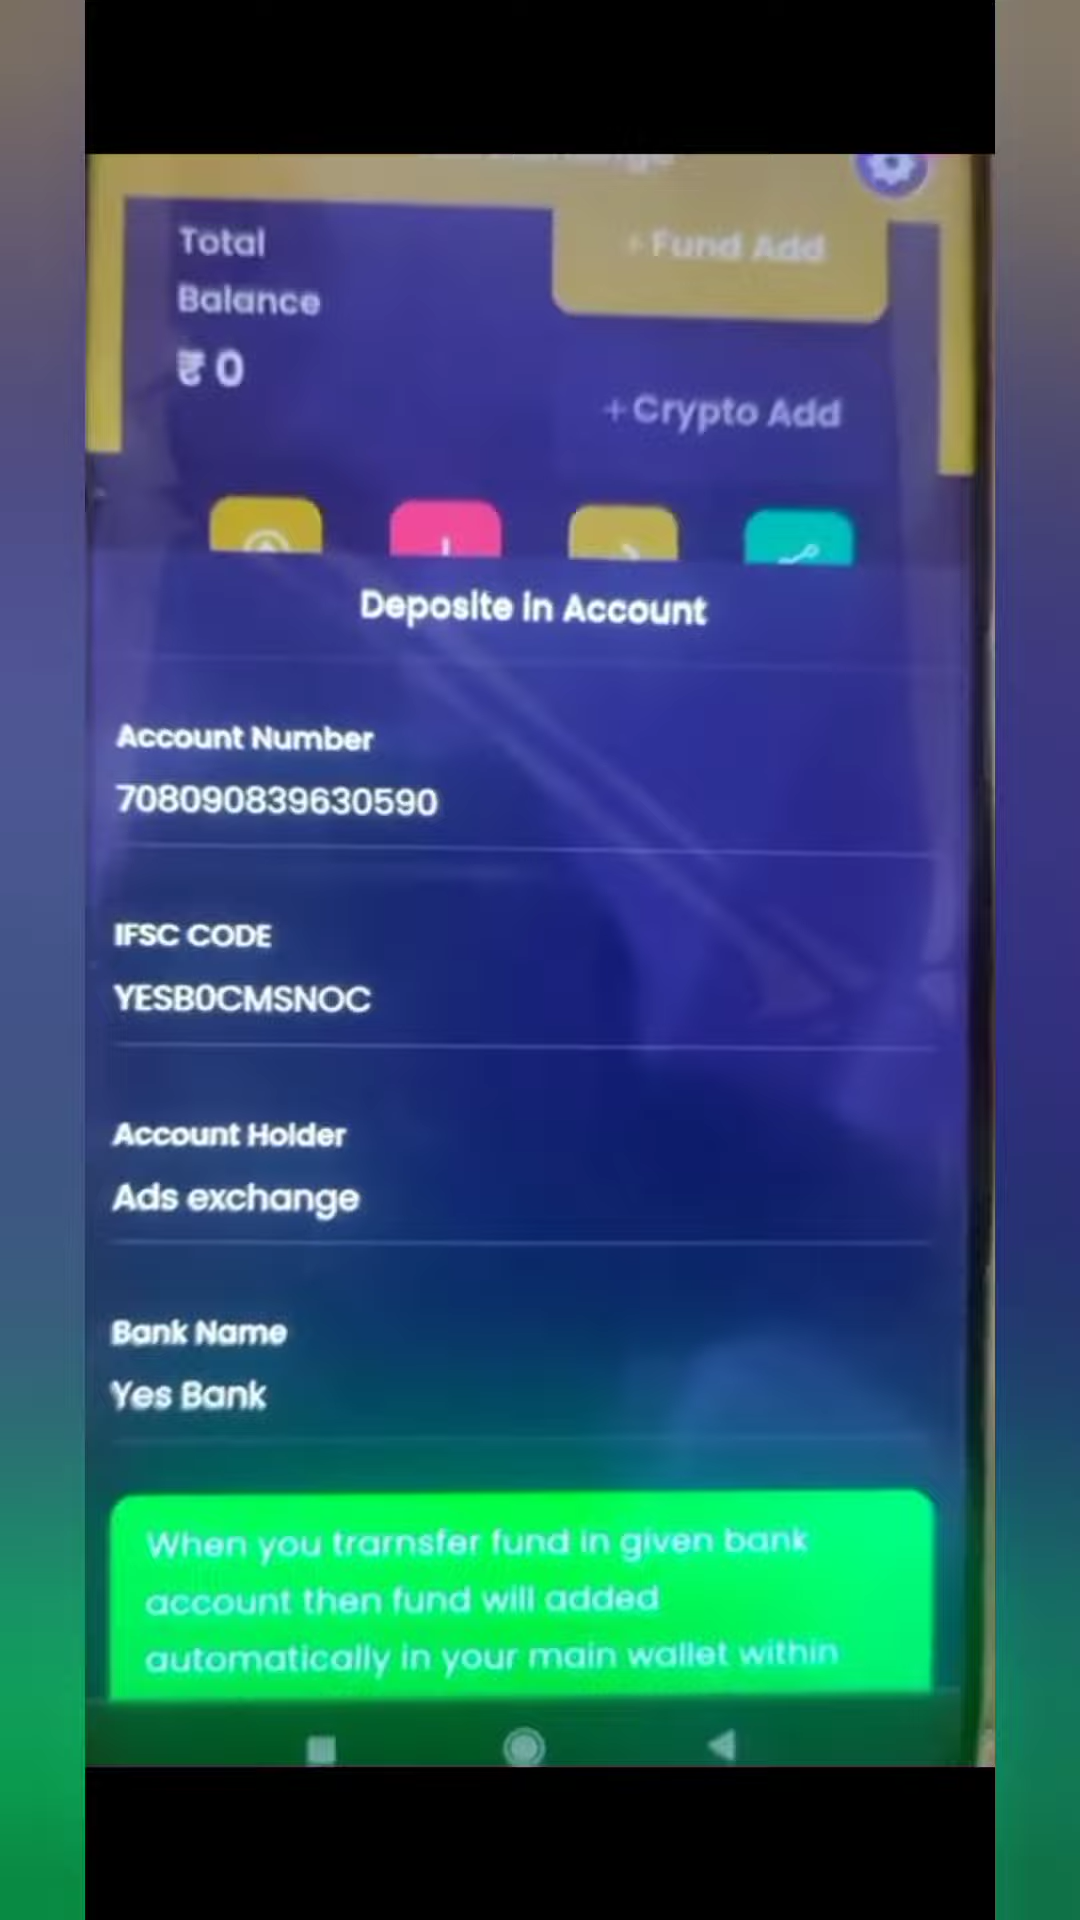 +Fund Add
Total
Balance
₹ 0
+Crypto Add
Deposite in Account
Account Number
708090839630590
IFSC CODE
YESB0CMSNOC
Account Holder
Ads exchange
Bank Name
Yes Bank
When you trarnsfer fund in given bank
account then fund will added
automatically in your main wallet within